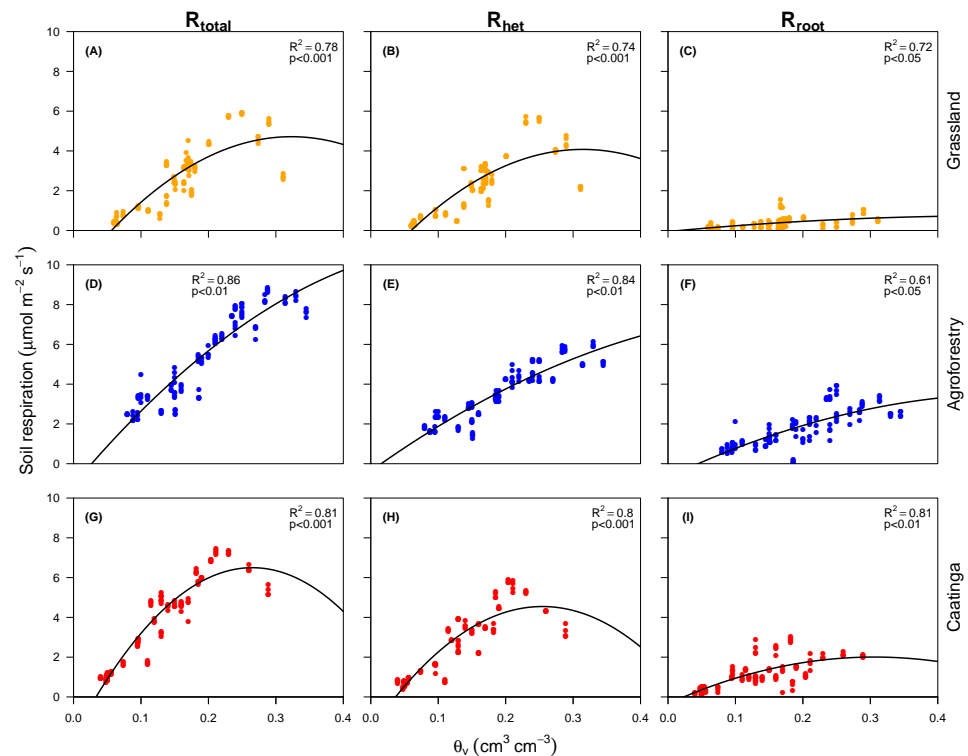 R_total R_het R_root
(A) R² = 0.78
p<0.001
(B) R² = 0.74
p<0.001
(C) R² = 0.72
p<0.05
10
8
6
4
2
0
Grassland
(D) R² = 0.86
p<0.01
(E) R² = 0.84
p<0.01
(F) R² = 0.61
p<0.05
10
8
6
4
2
0
Agroforestry
Soil respiration (μmol m⁻² s⁻¹)
(G) R² = 0.81
p<0.001
(H) R² = 0.8
p<0.001
(I) R² = 0.81
p<0.01
10
8
6
4
2
0
Caatinga
0.0 0.1 0.2 0.3 0.4
0.0 0.1 0.2 0.3 0.4
0.0 0.1 0.2 0.3 0.4
θ_v (cm³ cm⁻³)